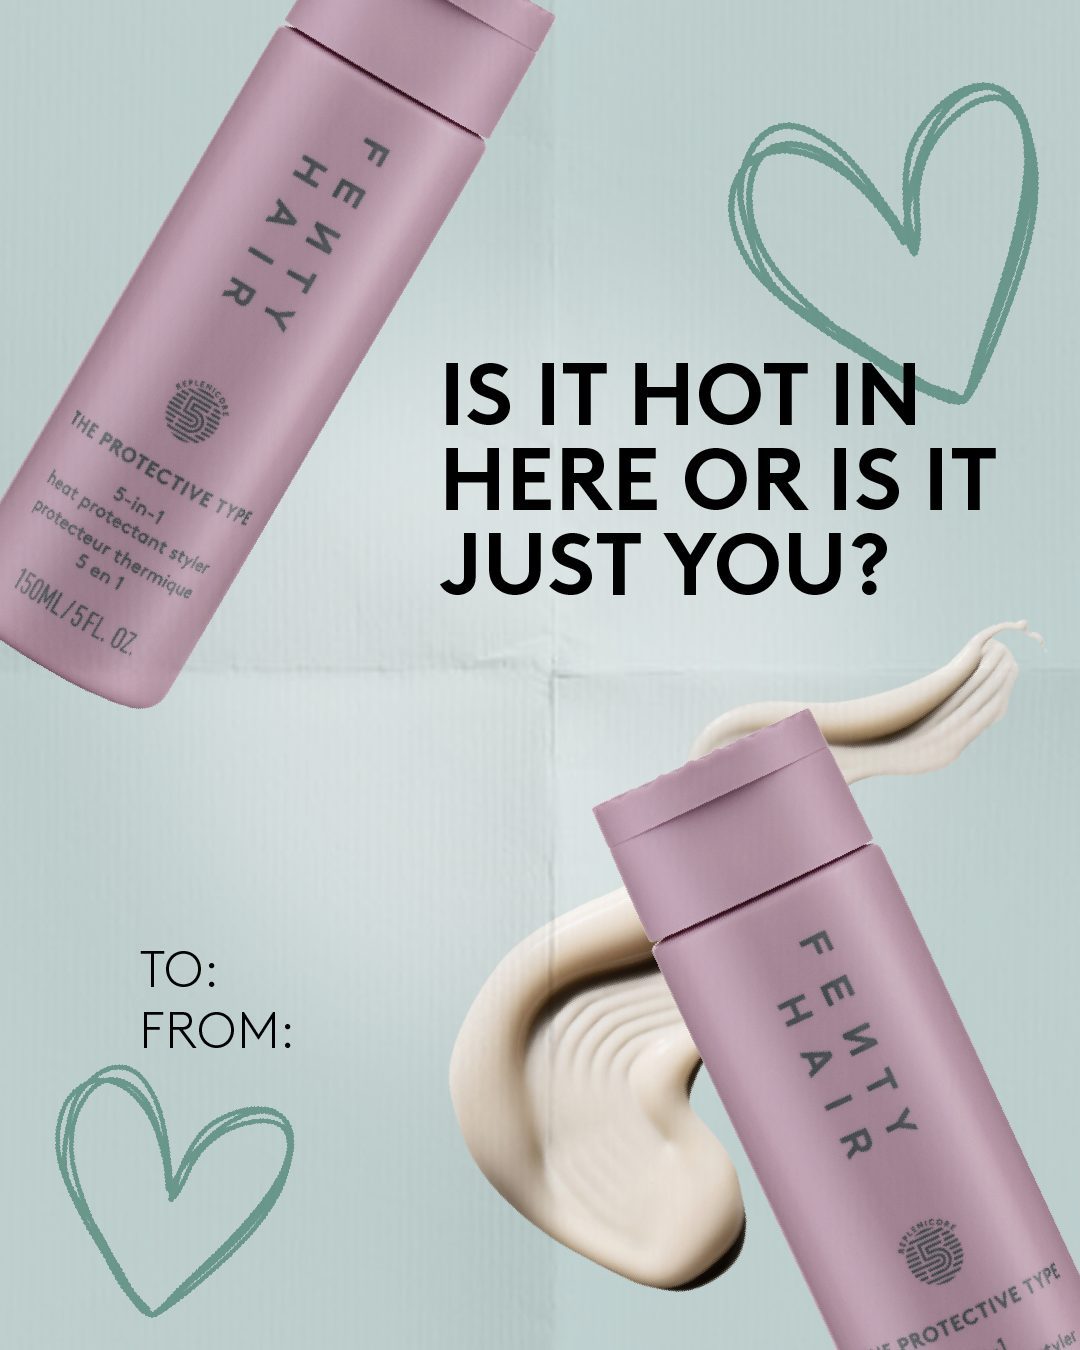 FENTY
HAIR
REPLENICORE
5
THE PROTECTIVE TYPE
5-in-1
heat protectant styler
protecteur thermique
5 en 1
150ML/5FL. OZ.
IS IT HOT IN
HERE OR IS IT
JUST YOU?
TO:
FROM:
FENTY
HAIR
REPLENICORE
5
THE PROTECTIVE TYPE